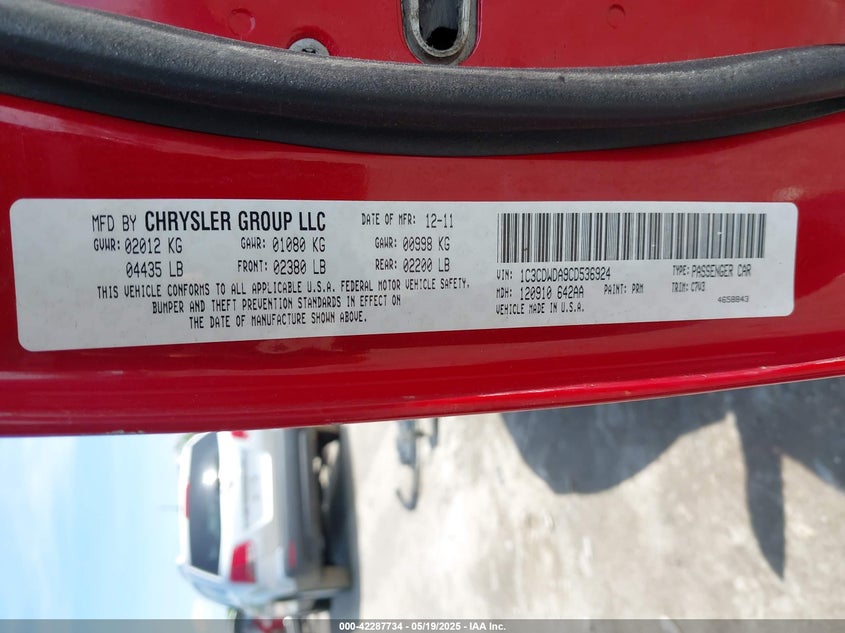 MFD BY CHRYSLER GROUP LLC DATE OF MFR: 12-11
GVWR: 02012 KG GAWR: 01080 KG GAWR: 00998 KG
04435 LB FRONT: 02380 LB REAR: 02200 LB
THIS VEHICLE CONFORMS TO ALL APPLICABLE U.S.A. FEDERAL MOTOR VEHICLE SAFETY,
BUMPER AND THEFT PREVENTION STANDARDS IN EFFECT ON
THE DATE OF MANUFACTURE SHOWN ABOVE.
VIN: 1C3CDWDA9CD536924 TYPE: PASSENGER CAR
MDH: 120910 642AA PAINT: PRM TRIM: C7V3
VEHICLE MADE IN U.S.A. 4658843
000-42287734 - 05/19/2025 - IAA Inc.